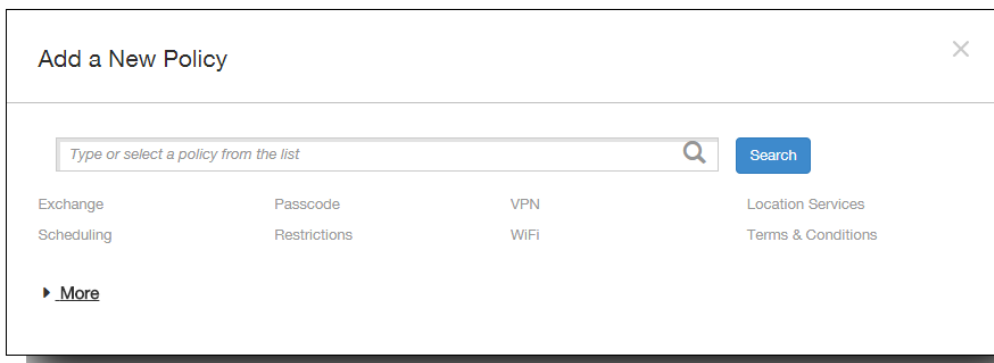 Add a New Policy
Type or select a policy from the list
Search
Exchange Passcode VPN Location Services
Scheduling Restrictions WiFi Terms & Conditions
More